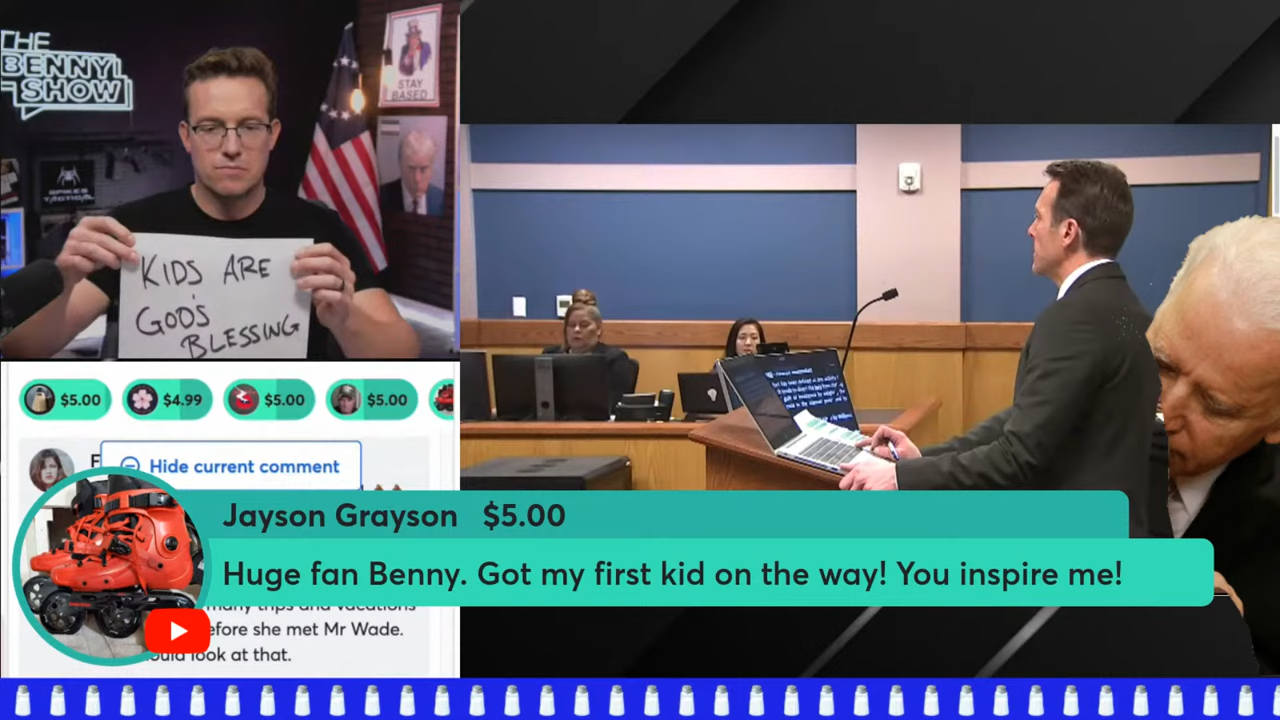 THE
BENNY
SHOW
STAY
BASED
SPIKE'S
TACTICAL
KIDS ARE
GOD'S
BLESSING
$5.00
$4.99
$5.00
$5.00
Hide current comment
Jayson Grayson $5.00
Huge fan Benny. Got my first kid on the way! You inspire me!
many trips and vacations
before she met Mr Wade.
look at that.